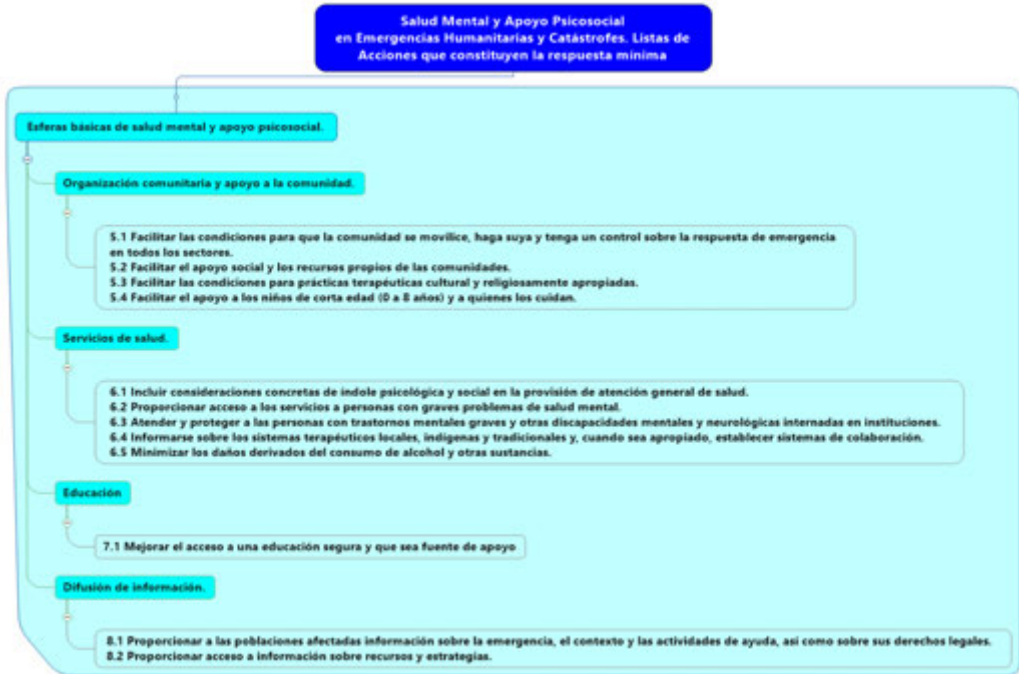 Salud Mental y Apoyo Psicosocial
en Emergencias Humanitarias y Catástrofes. Listas de
Acciones que constituyen la respuesta mínima
Esferas básicas de salud mental y apoyo psicosocial.
Organización comunitaria y apoyo a la comunidad.
5.1 Facilitar las condiciones para que la comunidad se movilice, haga suya y tenga un control sobre la respuesta de emergencia
en todos los sectores.
5.2 Facilitar el apoyo social y los recursos propios de las comunidades.
5.3 Facilitar las condiciones para prácticas terapéuticas cultural y religiosamente apropiadas.
5.4 Facilitar el apoyo a los niños de corta edad (0 a 8 años) y a quienes los cuidan.
Servicios de salud.
6.1 Incluir consideraciones concretas de índole psicológica y social en la provisión de atención general de salud.
6.2 Proporcionar acceso a los servicios a personas con graves problemas de salud mental.
6.3 Atender y proteger a las personas con trastornos mentales graves y otras discapacidades mentales y neurológicas internadas en instituciones.
6.4 Informarse sobre los sistemas terapéuticos locales, indígenas y tradicionales y, cuando sea apropiado, establecer sistemas de colaboración.
6.5 Minimizar los daños derivados del consumo de alcohol y otras sustancias.
Educación
7.1 Mejorar el acceso a una educación segura y que sea fuente de apoyo
Difusión de información.
8.1 Proporcionar a las poblaciones afectadas información sobre la emergencia, el contexto y las actividades de ayuda, así como sobre sus derechos legales.
8.2 Proporcionar acceso a información sobre recursos y estrategias.